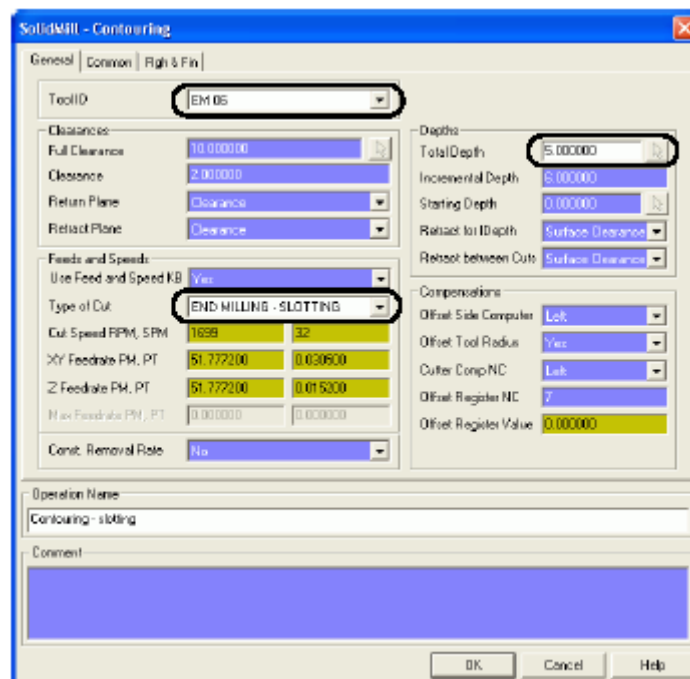 SolidMill - Contouring
General Common Rgh & Fin
Tool ID EM 06
Clearances
Full Clearance 10.000000
Clearance 2.000000
Return Plane Clearance
Retract Plane Clearance
Feeds and Speeds
Use Feed and Speed KB Yes
Type of Cut END MILLING - SLOTTING
Cut Speed RPM, SPM 1699 32
XY Feedrate PM, PT 51.777200 0.030500
Z Feedrate PM, PT 51.777200 0.015200
Max Feedrate PM, PT 0.000000 0.000000
Const. Removal Rate No
Depths
Total Depth 5.000000
Incremental Depth 6.000000
Starting Depth 0.000000
Retract for IDepth Surface Clearance
Retract between Cuts Surface Clearance
Compensations
Offset Side Computer Left
Offset Tool Radius Yes
Cutter Comp NC Left
Offset Register NC 7
Offset Register Value 0.000000
Operation Name
Contouring - slotting
Comment
OK Cancel Help